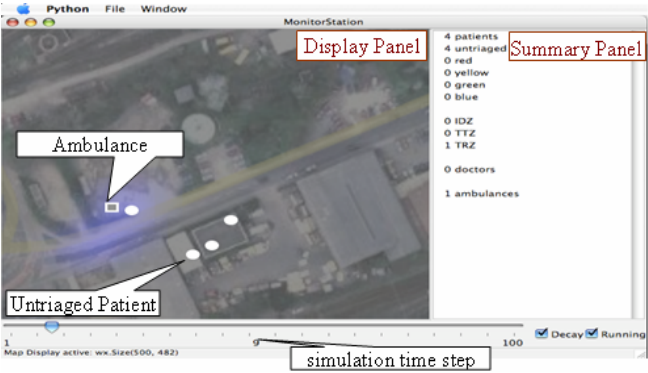 Python File Window
MonitorStation
Display Panel
Summary Panel
4 patients
4 untriaged
0 red
0 yellow
0 green
0 blue
0 IDZ
0 TTZ
1 TRZ
0 doctors
1 ambulances
Ambulance
Untriaged Patient
1
9
100
Decay
Running
Map Display active: wx.Size(500, 482)
simulation time step